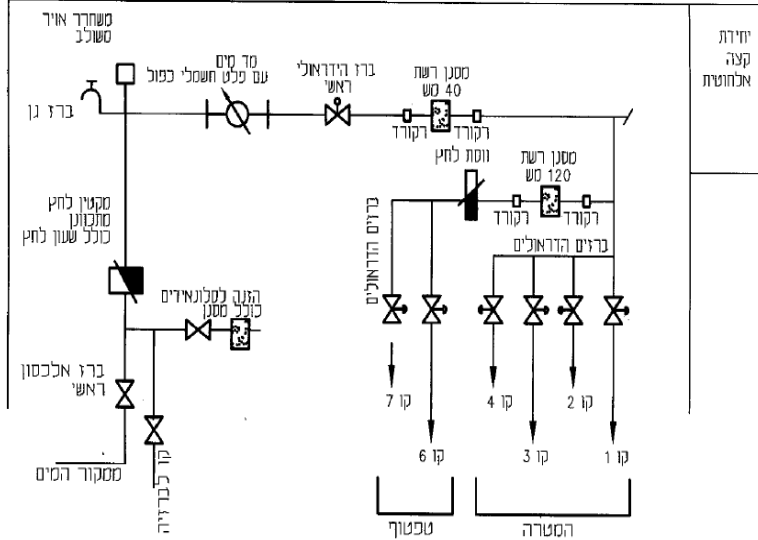 משחרר אויר
משולב
ברז גן
מד מים
עם פלט חשמלי כפול
ברז הידראולי
ראשי
מסנן רשת
40 מש
רקורד
רקורד
יחידת
קצה
אלחוטית
ווסת לחץ
מסנן רשת
120 מש
רקורד
רקורד
ברזים הדראולים
ברזים הדראולים
מקטין לחץ
מתכוונן
כולל שעון לחץ
הזנה לסלונאידים
כולל מסנן
ברז אלכסון
ראשי
ממקור המים
קו לברזיה
קו 7
קו 6
קו 4
קו 3
קו 2
קו 1
טפטוף
המטרה